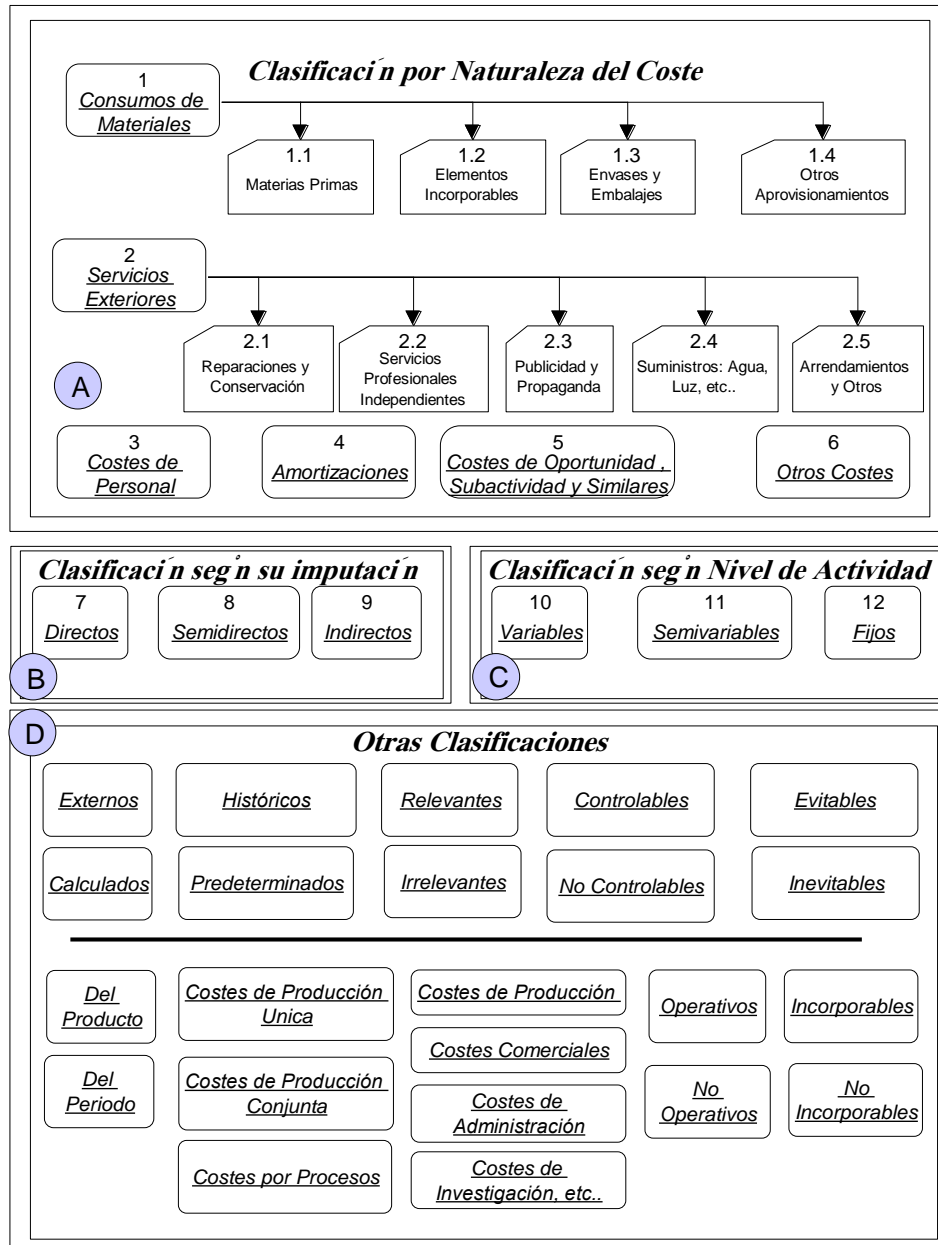 Clasificaci´n por Naturaleza del Coste
1
Consumos de
Materiales
1.1
Materias Primas
1.2
Elementos
Incorporables
1.3
Envases y
Embalajes
1.4
Otros
Aprovisionamientos
2
Servicios
Exteriores
2.1
Reparaciones y
Conservación
2.2
Servicios
Profesionales
Independientes
2.3
Publicidad y
Propaganda
2.4
Suministros: Agua,
Luz, etc..
2.5
Arrendamientos
y Otros
A
3
Costes de
Personal
4
Amortizaciones
5
Costes de Oportunidad ,
Subactividad y Similares
6
Otros Costes
Clasificaci´n seg°n su imputaci´n
7
Directos
8
Semidirectos
9
Indirectos
B
Clasificaci´n seg°n Nivel de Actividad
10
Variables
11
Semivariables
12
Fijos
C
D
Otras Clasificaciones
Externos
Históricos
Relevantes
Controlables
Evitables
Calculados
Predeterminados
Irrelevantes
No Controlables
Inevitables
Del
Producto
Costes de Producción
Unica
Costes de Producción
Operativos
Incorporables
Costes Comerciales
Del
Periodo
Costes de Producción
Conjunta
Costes de
Administración
No
Operativos
No
Incorporables
Costes por Procesos
Costes de
Investigación, etc..